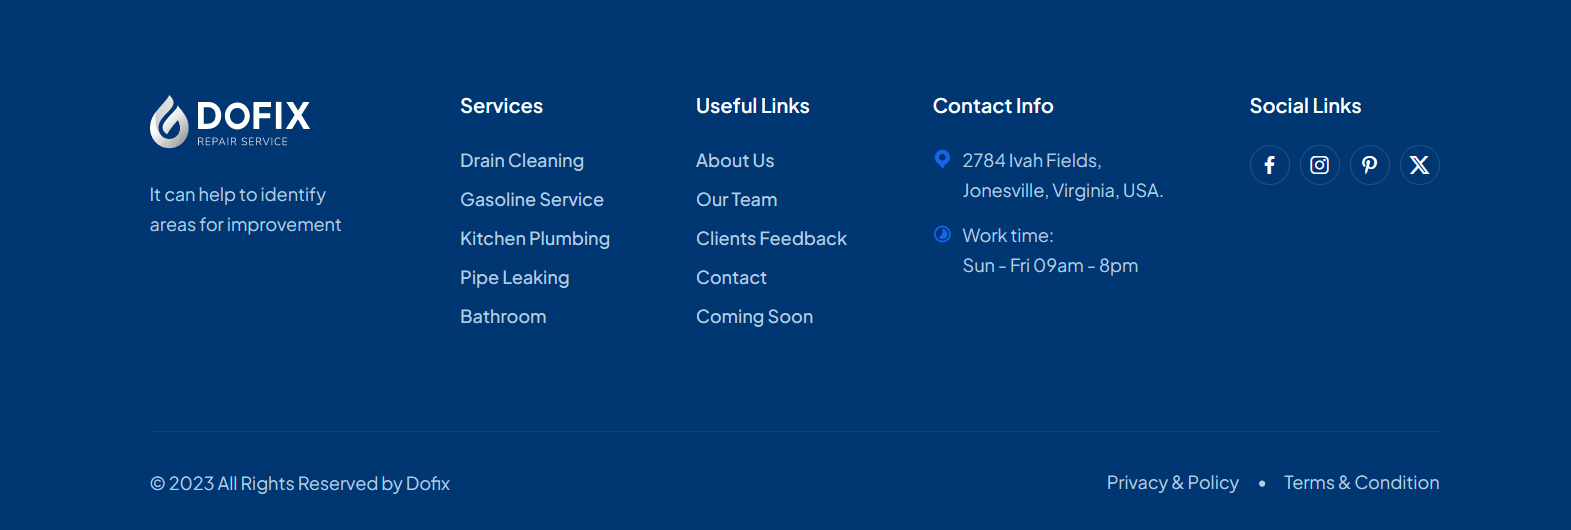 DOFIX
REPAIR SERVICE
It can help to identify
areas for improvement
Services
Drain Cleaning
Gasoline Service
Kitchen Plumbing
Pipe Leaking
Bathroom
Useful Links
About Us
Our Team
Clients Feedback
Contact
Coming Soon
Contact Info
2784 Ivah Fields,
Jonesville, Virginia, USA.
Work time:
Sun - Fri 09am - 8pm
Social Links
© 2023 All Rights Reserved by Dofix
Privacy & Policy • Terms & Condition